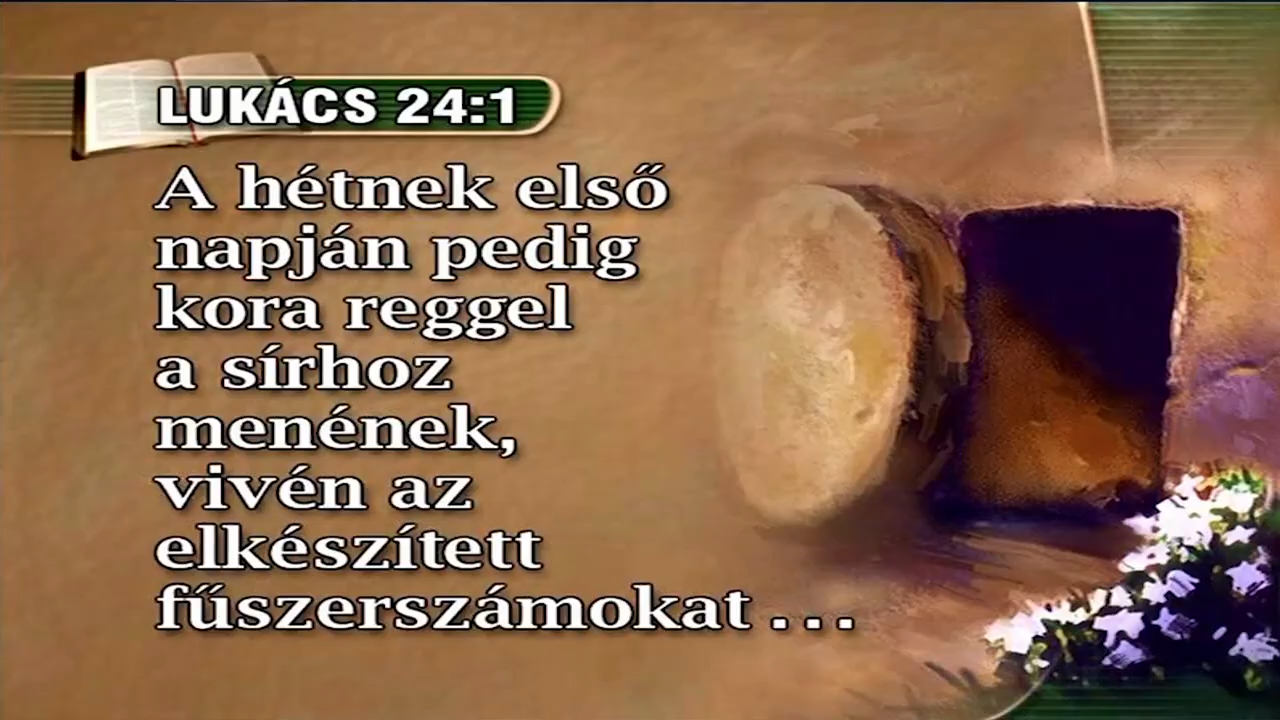 LUKÁCS 24:1
A hétnek első
napján pedig
kora reggel
a sírhoz
menének,
vivén az
elkészített
fűszerszámokat . . .